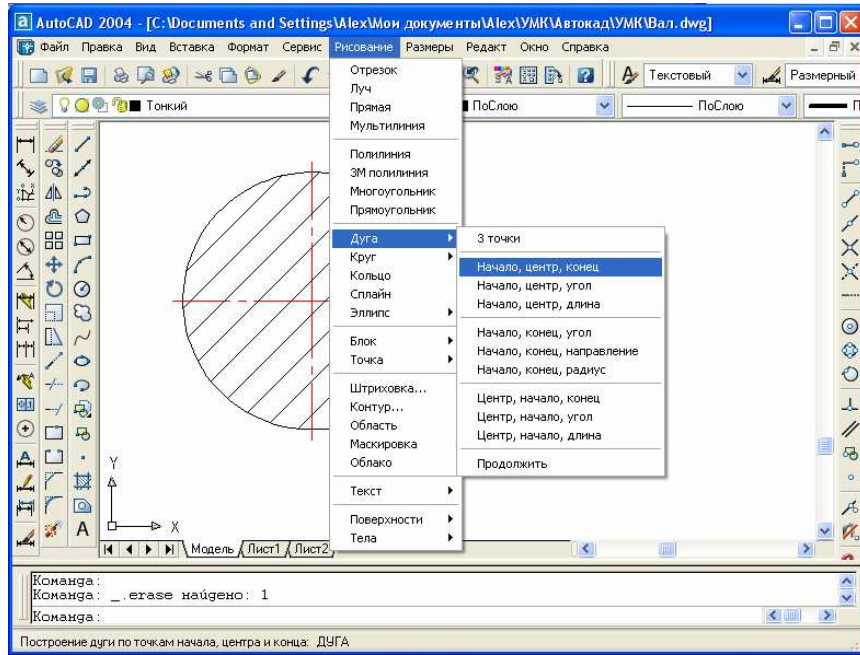 AutoCAD 2004 - [C:\Documents and Settings\Alex\Мои документы\Alex\УМК\Автокад\УМК\Вал.dwg]
Файл Правка Вид Вставка Формат Сервис Рисование Размеры Редакт Окно Справка
Текстовый Размерный
Тонкий ПоСлою ПоСлою
Отрезок
Луч
Прямая
Мультилиния
Полилиния
3М полилиния
Многоугольник
Прямоугольник
Дуга
Круг
Кольцо
Сплайн
Эллипс
Блок
Точка
Штриховка...
Контур...
Область
Маскировка
Облако
Текст
Поверхности
Тела
3 точки
Начало, центр, конец
Начало, центр, угол
Начало, центр, длина
Начало, конец, угол
Начало, конец, направление
Начало, конец, радиус
Центр, начало, конец
Центр, начало, угол
Центр, начало, длина
Продолжить
Y
X
A
Модель Лист1 Лист2
Команда:
Команда: _.erase найдено: 1
Команда:
Построение дуги по точкам начала, центра и конца: ДУГА